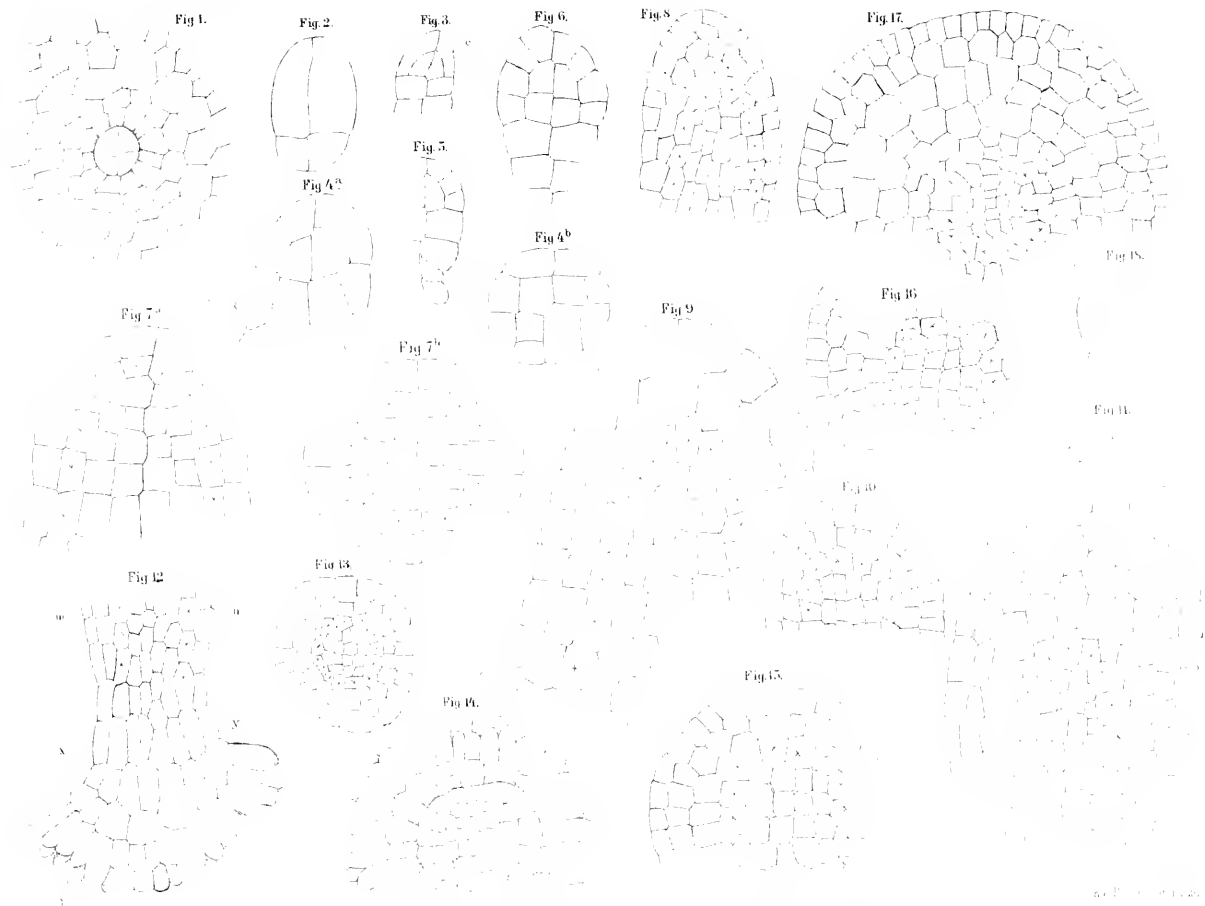 Fig 1.
Fig. 2.
Fig. 3.
Fig 6.
Fig. 8
Fig. 17.
c
Fig. 5.
Fig 4ª.
Fig 4ᵇ
Fig. 18.
Fig 7ª
Fig 9
Fig 16
Fig 7ᵇ
Fig 11.
Fig 10
Fig 12
Fig 13.
w
n
Fig. 15.
Fig 14.
y
x